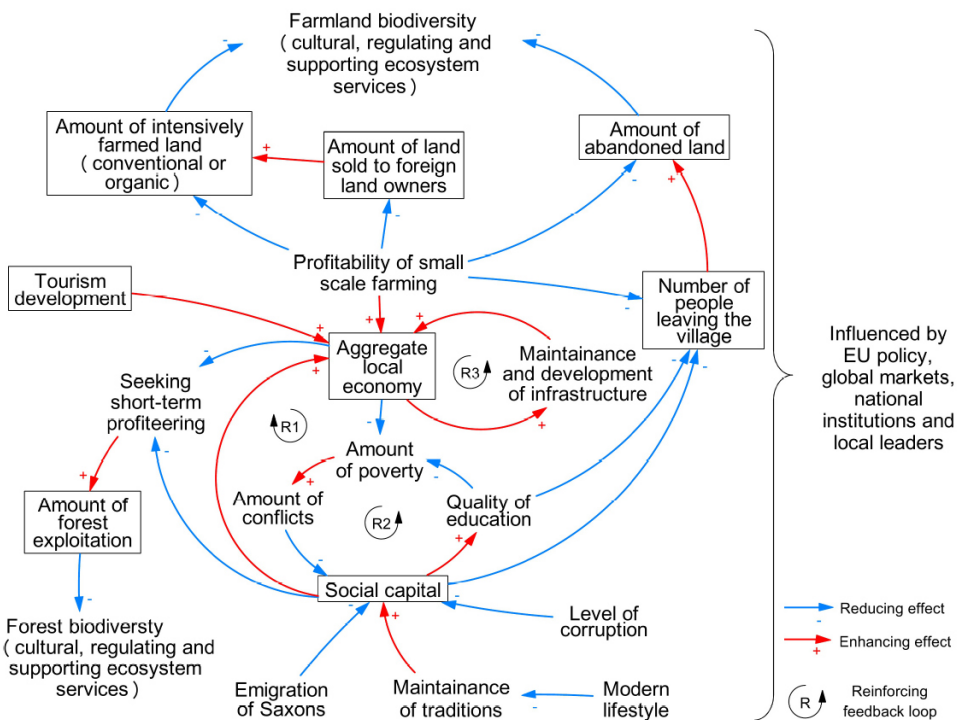 Farmland biodiversity
( cultural, regulating and
supporting ecosystem
services )
Amount of intensively
farmed land
( conventional or
organic )
Amount of land
sold to foreign
land owners
Amount of
abandoned land
Profitability of small
scale farming
Tourism
development
Number of
people
leaving the
village
Influenced by
EU policy,
global markets,
national
institutions and
local leaders
Aggregate
local
economy
R3
Maintainance
and development
of infrastructure
Seeking
short-term
profiteering
R1
Amount
of poverty
Amount of
conflicts
R2
Quality of
education
Amount of
forest
exploitation
Social capital
Level of
corruption
Forest biodiversty
( cultural, regulating and
supporting ecosystem
services )
Emigration
of Saxons
Maintainance
of traditions
Modern
lifestyle
- Reducing effect
+ Enhancing effect
R Reinforcing
feedback loop